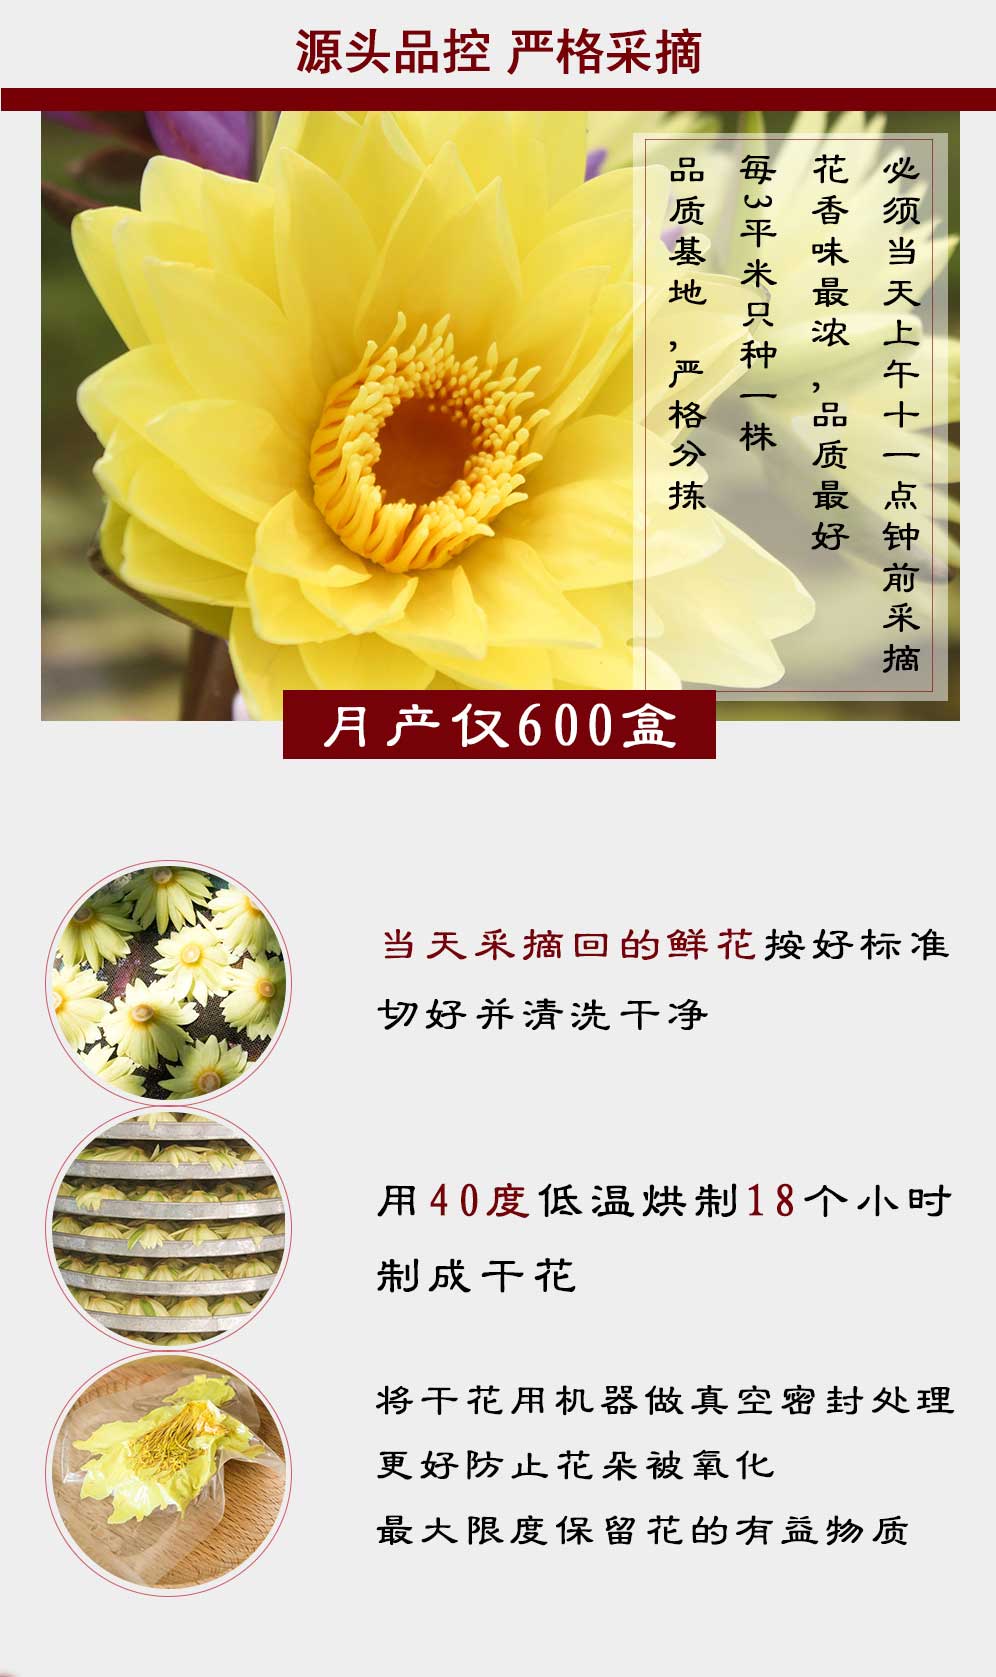 源头品控 严格采摘
必须当天上午十一点钟前采摘
花香味最浓,品质最好
每3平米只种一株
品质基地,严格分拣
月产仅600盒
当天采摘回的鲜花按好标准
切好并清洗干净
用40度低温烘制18个小时
制成干花
将干花用机器做真空密封处理
更好防止花朵被氧化
最大限度保留花的有益物质